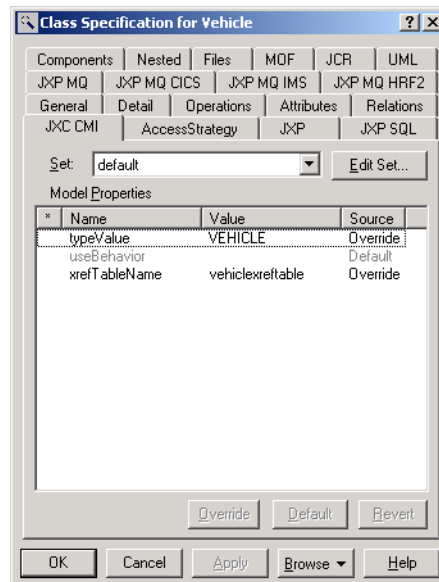 Class Specification for Vehicle
Components Nested Files MOF JCR UML
JXP MQ JXP MQ CICS JXP MQ IMS JXP MQ HRF2
General Detail Operations Attributes Relations
JXC CMI AccessStrategy JXP JXP SQL
Set: default Edit Set...
Model Properties
* Name Value Source
typeValue VEHICLE Override
useBehavior Default
xrefTableName vehiclexreftable Override
Override Default Revert
OK Cancel Apply Browse Help